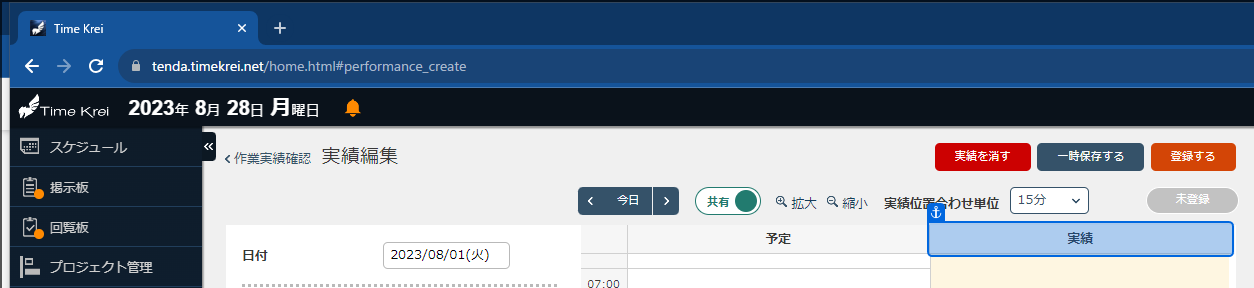 Time Krei
tenda.timekrei.net/home.html#performance_create
Time Krei 2023年 8月 28日 月曜日
スケジュール
掲示板
回覧板
プロジェクト管理
作業実績確認 実績編集
実績を消す 一時保存する 登録する
今日 共有 拡大 縮小 実績位置合わせ単位 15分 未登録
日付 2023/08/01(火)
予定 実績
07:00